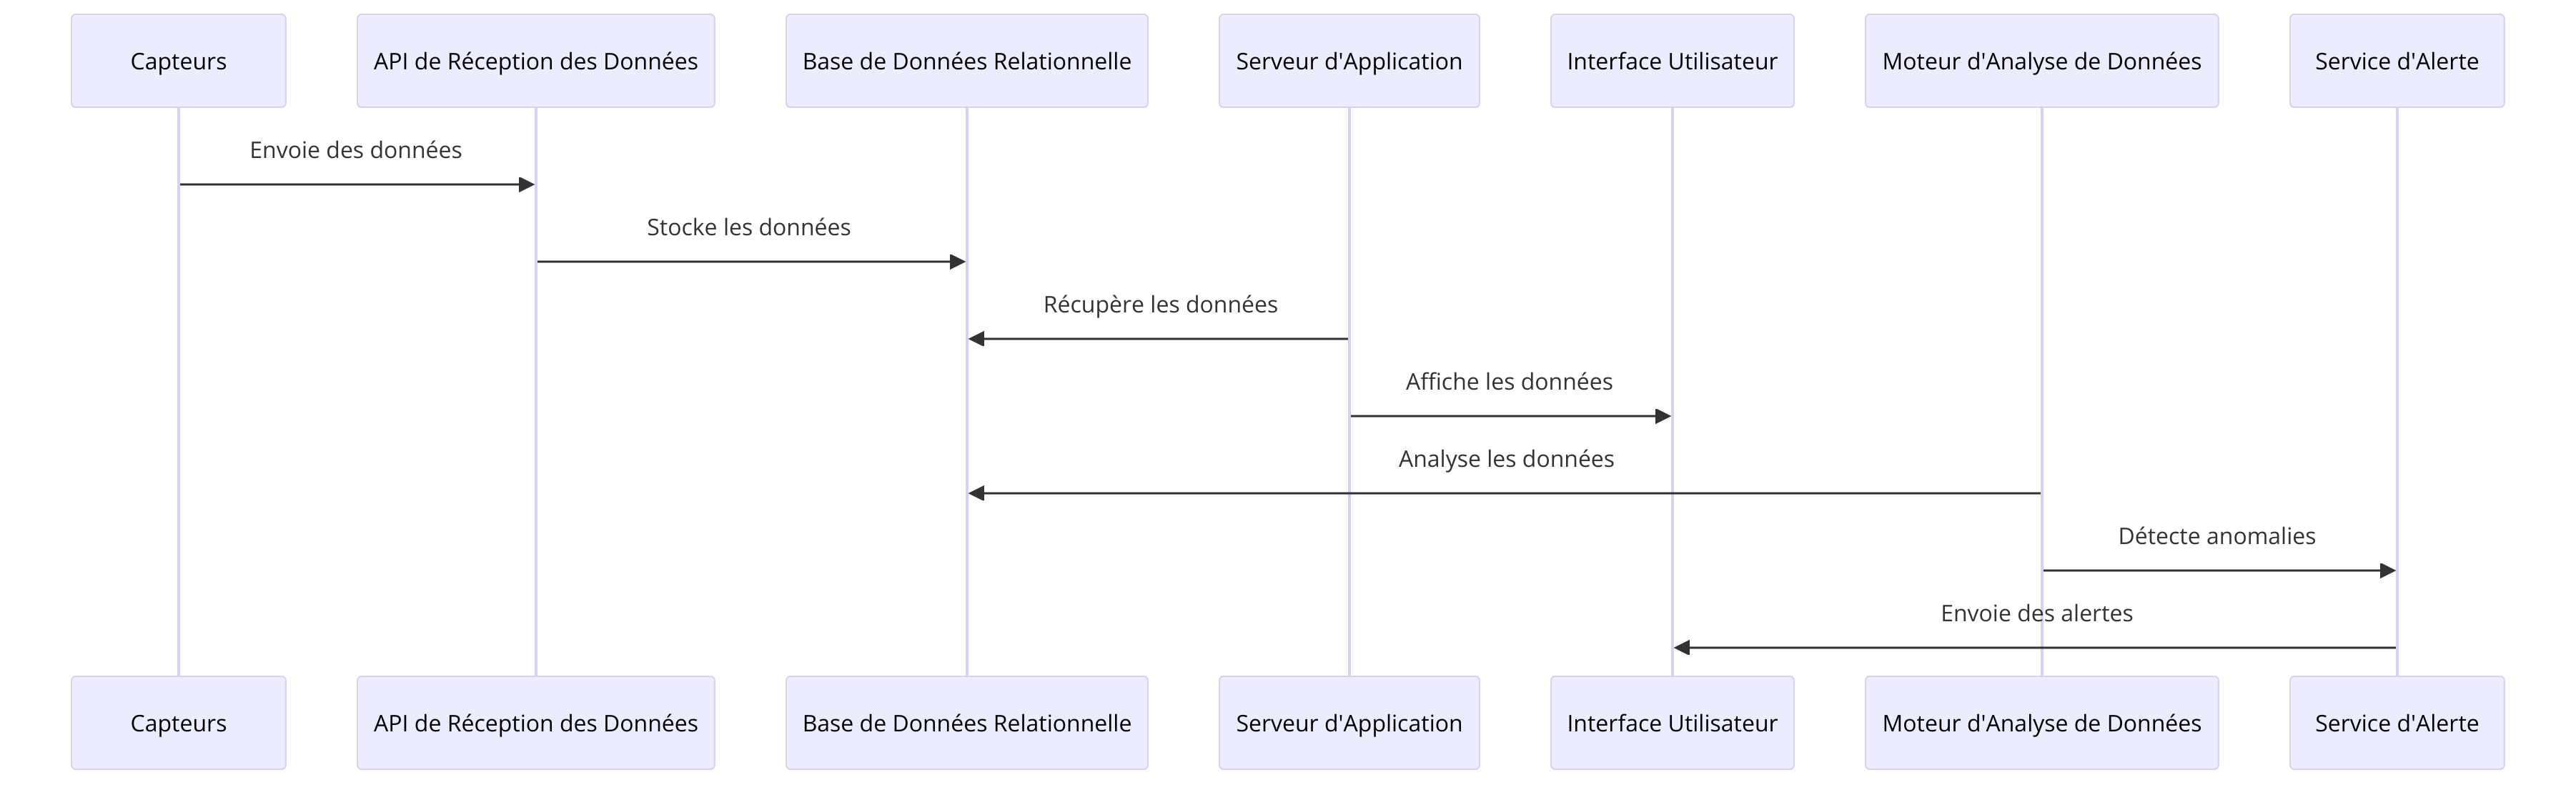 Capteurs
API de Réception des Données
Base de Données Relationnelle
Serveur d'Application
Interface Utilisateur
Moteur d'Analyse de Données
Service d'Alerte
Envoie des données
Stocke les données
Récupère les données
Affiche les données
Analyse les données
Détecte anomalies
Envoie des alertes
Capteurs
API de Réception des Données
Base de Données Relationnelle
Serveur d'Application
Interface Utilisateur
Moteur d'Analyse de Données
Service d'Alerte